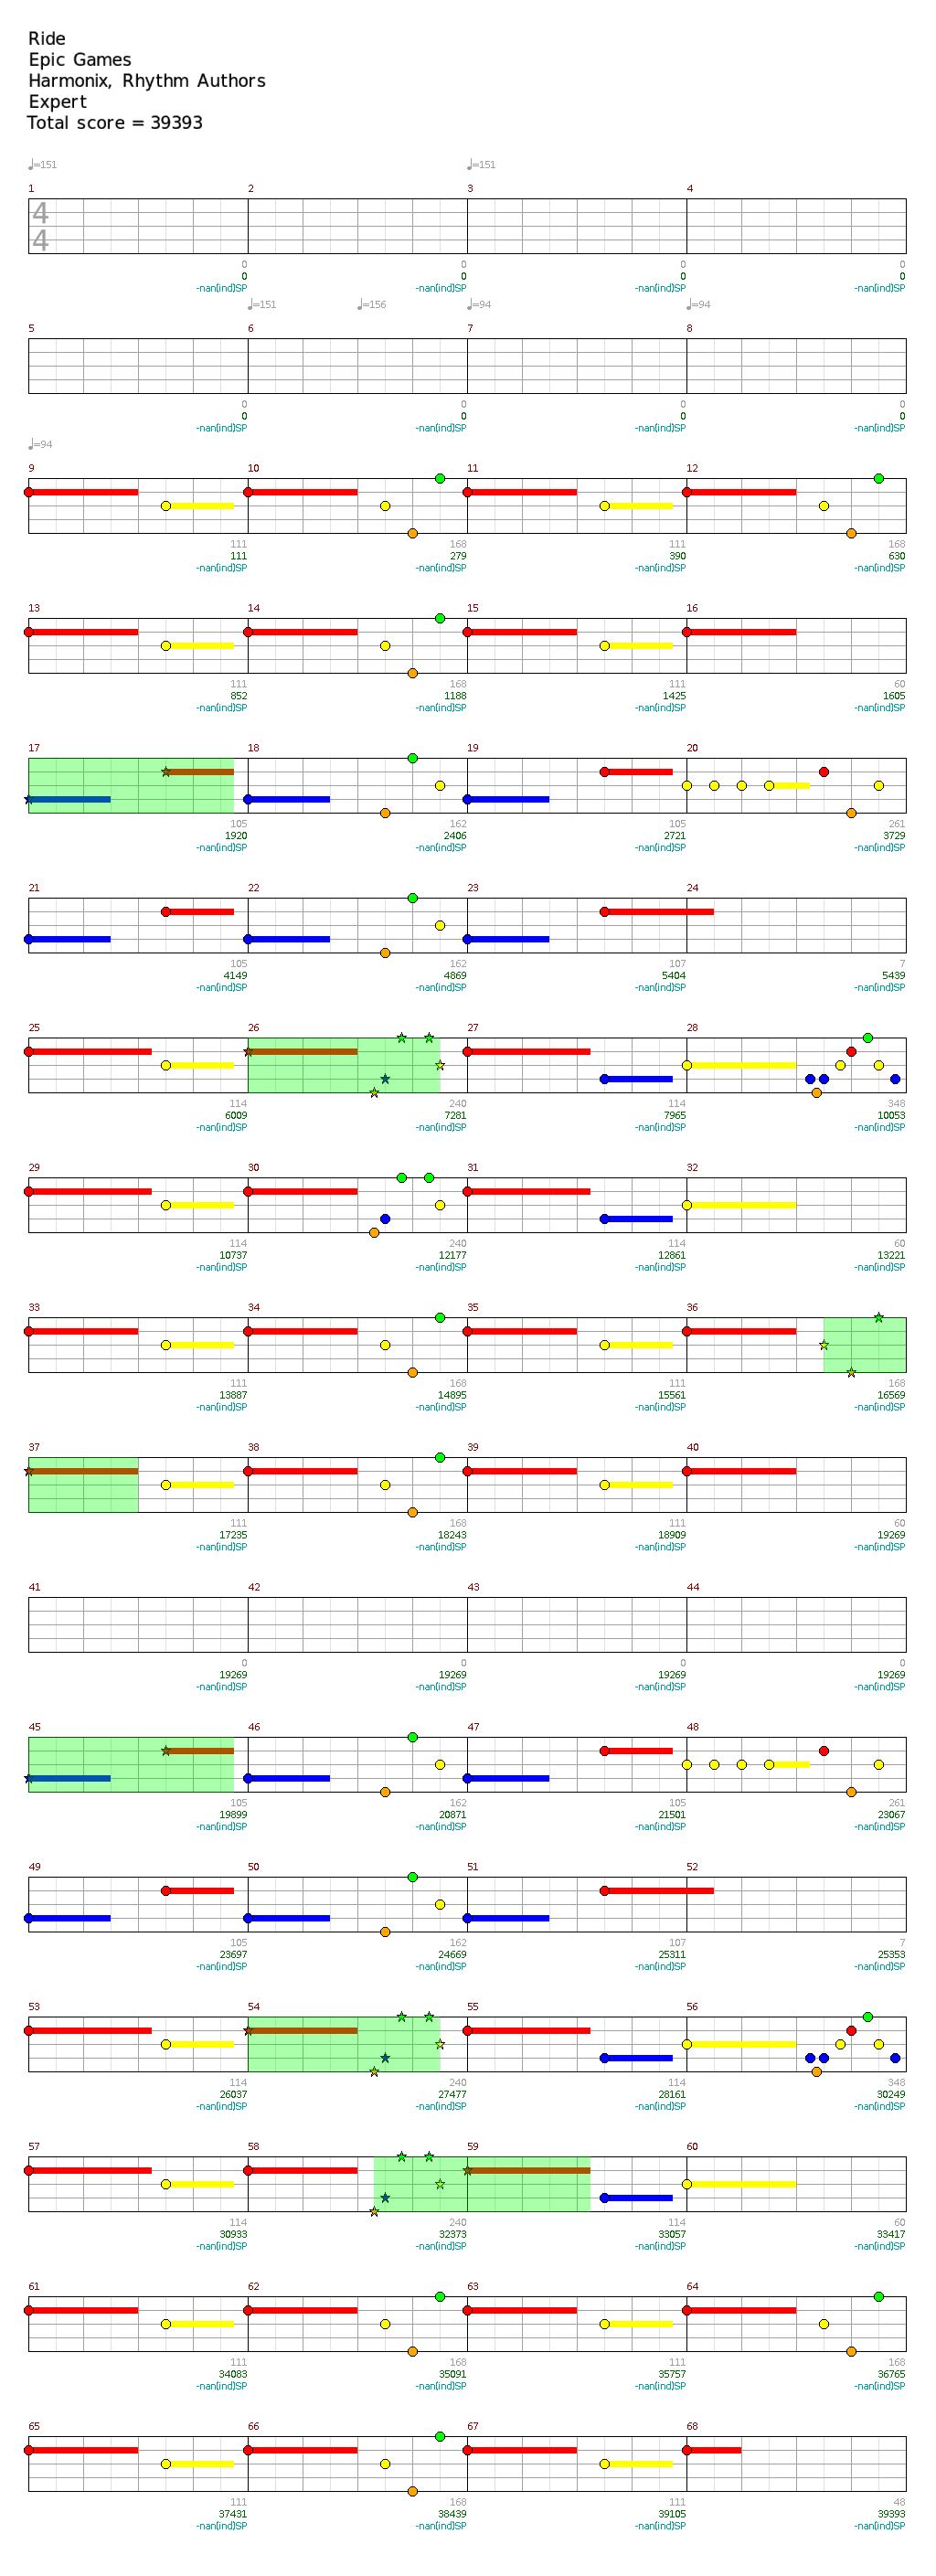 Ride
Epic Games
Harmonix, Rhythm Authors
Expert
Total score = 39393
♩=151 ♩=151
1 2 3 4
4
4
0 0 0 0
0 0 0 0
-nan(ind)SP -nan(ind)SP -nan(ind)SP -nan(ind)SP
♩=151 ♩=156 ♩=94 ♩=94
5 6 7 8
0 0 0 0
0 0 0 0
-nan(ind)SP -nan(ind)SP -nan(ind)SP -nan(ind)SP
♩=94
9 10 11 12
111 168 111 168
111 279 390 630
-nan(ind)SP -nan(ind)SP -nan(ind)SP -nan(ind)SP
13 14 15 16
111 168 111 60
852 1188 1425 1605
-nan(ind)SP -nan(ind)SP -nan(ind)SP -nan(ind)SP
17 18 19 20
105 162 105 261
1920 2406 2721 3729
-nan(ind)SP -nan(ind)SP -nan(ind)SP -nan(ind)SP
21 22 23 24
105 162 107 7
4149 4869 5404 5439
-nan(ind)SP -nan(ind)SP -nan(ind)SP -nan(ind)SP
25 26 27 28
114 240 114 348
6009 7281 7965 10053
-nan(ind)SP -nan(ind)SP -nan(ind)SP -nan(ind)SP
29 30 31 32
114 240 114 60
10737 12177 12861 13221
-nan(ind)SP -nan(ind)SP -nan(ind)SP -nan(ind)SP
33 34 35 36
111 168 111 168
13887 14895 15561 16569
-nan(ind)SP -nan(ind)SP -nan(ind)SP -nan(ind)SP
37 38 39 40
111 168 111 60
17235 18243 18909 19269
-nan(ind)SP -nan(ind)SP -nan(ind)SP -nan(ind)SP
41 42 43 44
0 0 0 0
19269 19269 19269 19269
-nan(ind)SP -nan(ind)SP -nan(ind)SP -nan(ind)SP
45 46 47 48
105 162 105 261
19899 20871 21501 23067
-nan(ind)SP -nan(ind)SP -nan(ind)SP -nan(ind)SP
49 50 51 52
105 162 107 7
23697 24669 25311 25353
-nan(ind)SP -nan(ind)SP -nan(ind)SP -nan(ind)SP
53 54 55 56
114 240 114 348
26037 27477 28161 30249
-nan(ind)SP -nan(ind)SP -nan(ind)SP -nan(ind)SP
57 58 59 60
114 240 114 60
30933 32373 33057 33417
-nan(ind)SP -nan(ind)SP -nan(ind)SP -nan(ind)SP
61 62 63 64
111 168 111 168
34083 35091 35757 36765
-nan(ind)SP -nan(ind)SP -nan(ind)SP -nan(ind)SP
65 66 67 68
111 168 111 48
37431 38439 39105 39393
-nan(ind)SP -nan(ind)SP -nan(ind)SP -nan(ind)SP